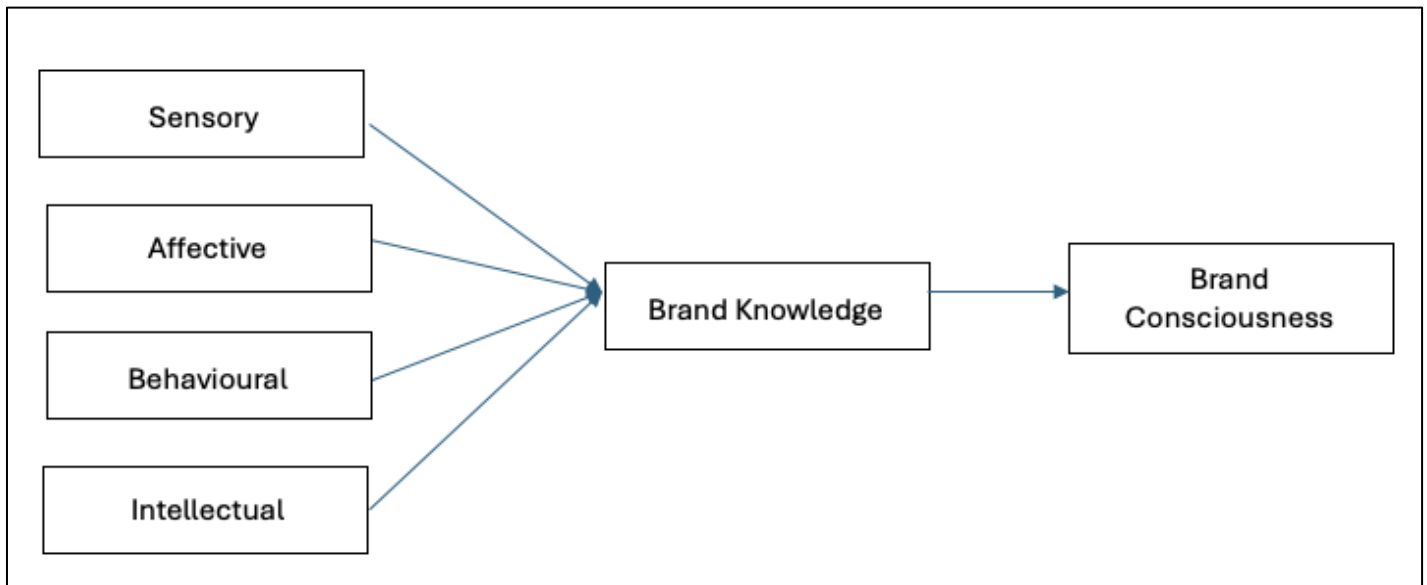 Sensory
Affective
Behavioural
Intellectual
Brand Knowledge
Brand
Consciousness